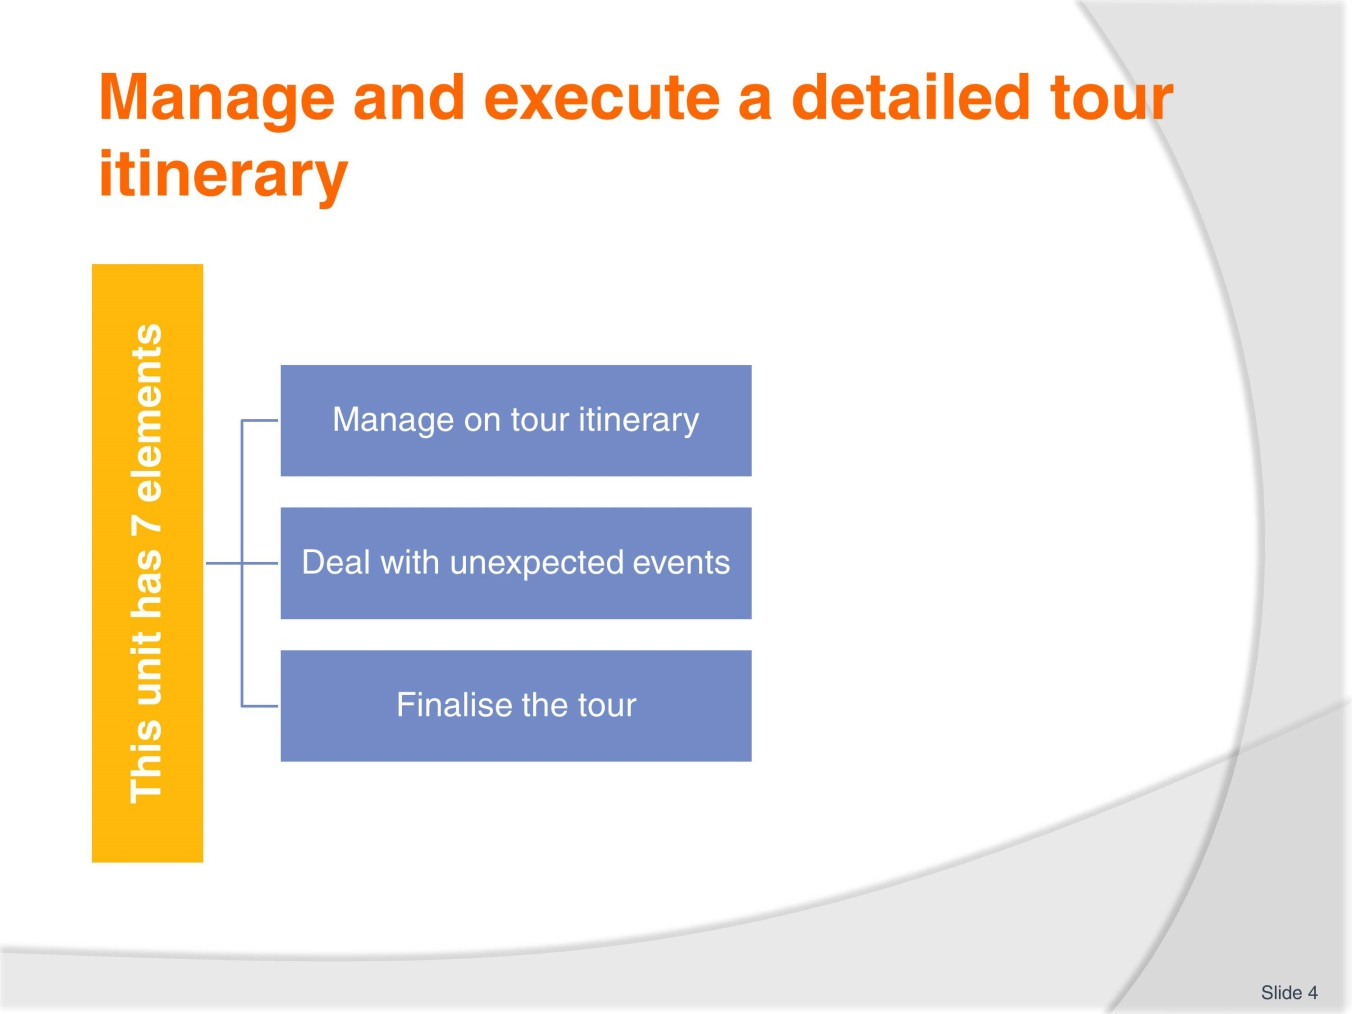 Manage and execute a detailed tour
itinerary
This unit has 7 elements
Manage on tour itinerary
Deal with unexpected events
Finalise the tour
Slide 4